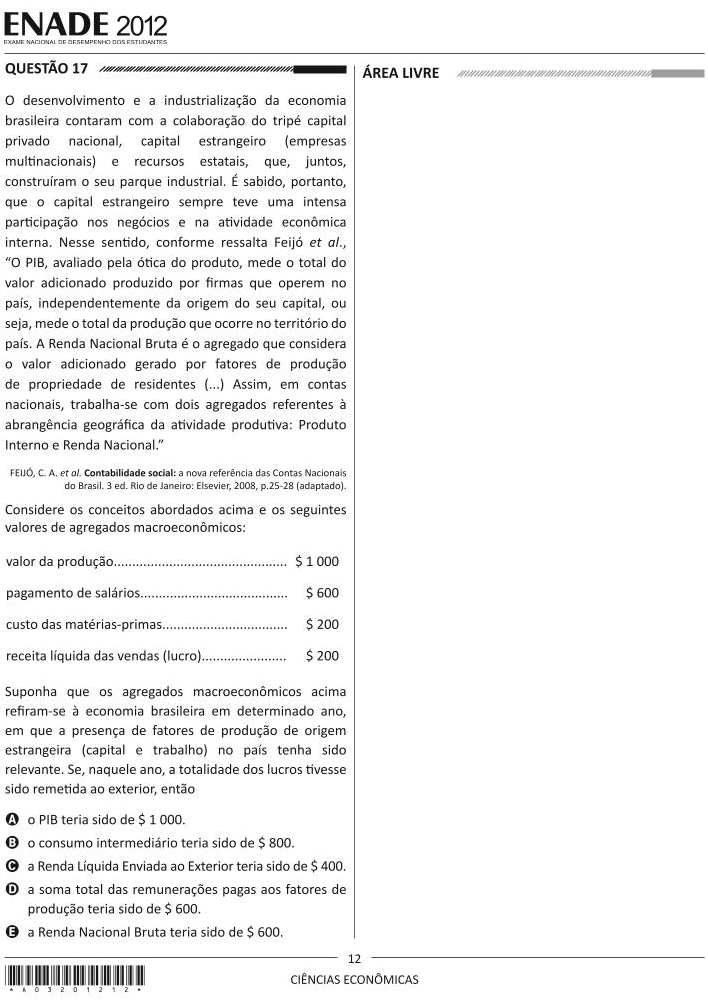 ENADE 2012
EXAME NACIONAL DE DESEMPENHO DOS ESTUDANTES
QUESTÃO 17
O desenvolvimento e a industrialização da economia
brasileira contaram com a colaboração do tripé capital
privado nacional, capital estrangeiro (empresas
multinacionais) e recursos estatais, que, juntos,
construíram o seu parque industrial. É sabido, portanto,
que o capital estrangeiro sempre teve uma intensa
participação nos negócios e na atividade econômica
interna. Nesse sentido, conforme ressalta Feijó et al.,
“O PIB, avaliado pela ótica do produto, mede o total do
valor adicionado produzido por firmas que operem no
país, independentemente da origem do seu capital, ou
seja, mede o total da produção que ocorre no território do
país. A Renda Nacional Bruta é o agregado que considera
o valor adicionado gerado por fatores de produção
de propriedade de residentes (...) Assim, em contas
nacionais, trabalha-se com dois agregados referentes à
abrangência geográfica da atividade produtiva: Produto
Interno e Renda Nacional.”
FEIJÓ, C. A. et al. Contabilidade social: a nova referência das Contas Nacionais
do Brasil. 3 ed. Rio de Janeiro: Elsevier, 2008, p.25-28 (adaptado).
Considere os conceitos abordados acima e os seguintes
valores de agregados macroeconômicos:
valor da produção............................................... $ 1 000
pagamento de salários........................................ $ 600
custo das matérias-primas.................................. $ 200
receita líquida das vendas (lucro)....................... $ 200
Suponha que os agregados macroeconômicos acima
refiram-se à economia brasileira em determinado ano,
em que a presença de fatores de produção de origem
estrangeira (capital e trabalho) no país tenha sido
relevante. Se, naquele ano, a totalidade dos lucros tivesse
sido remetida ao exterior, então
A o PIB teria sido de $ 1 000.
B o consumo intermediário teria sido de $ 800.
C a Renda Líquida Enviada ao Exterior teria sido de $ 400.
D a soma total das remunerações pagas aos fatores de
produção teria sido de $ 600.
E a Renda Nacional Bruta teria sido de $ 600.
ÁREA LIVRE
12
CIÊNCIAS ECONÔMICAS
*A03201212*